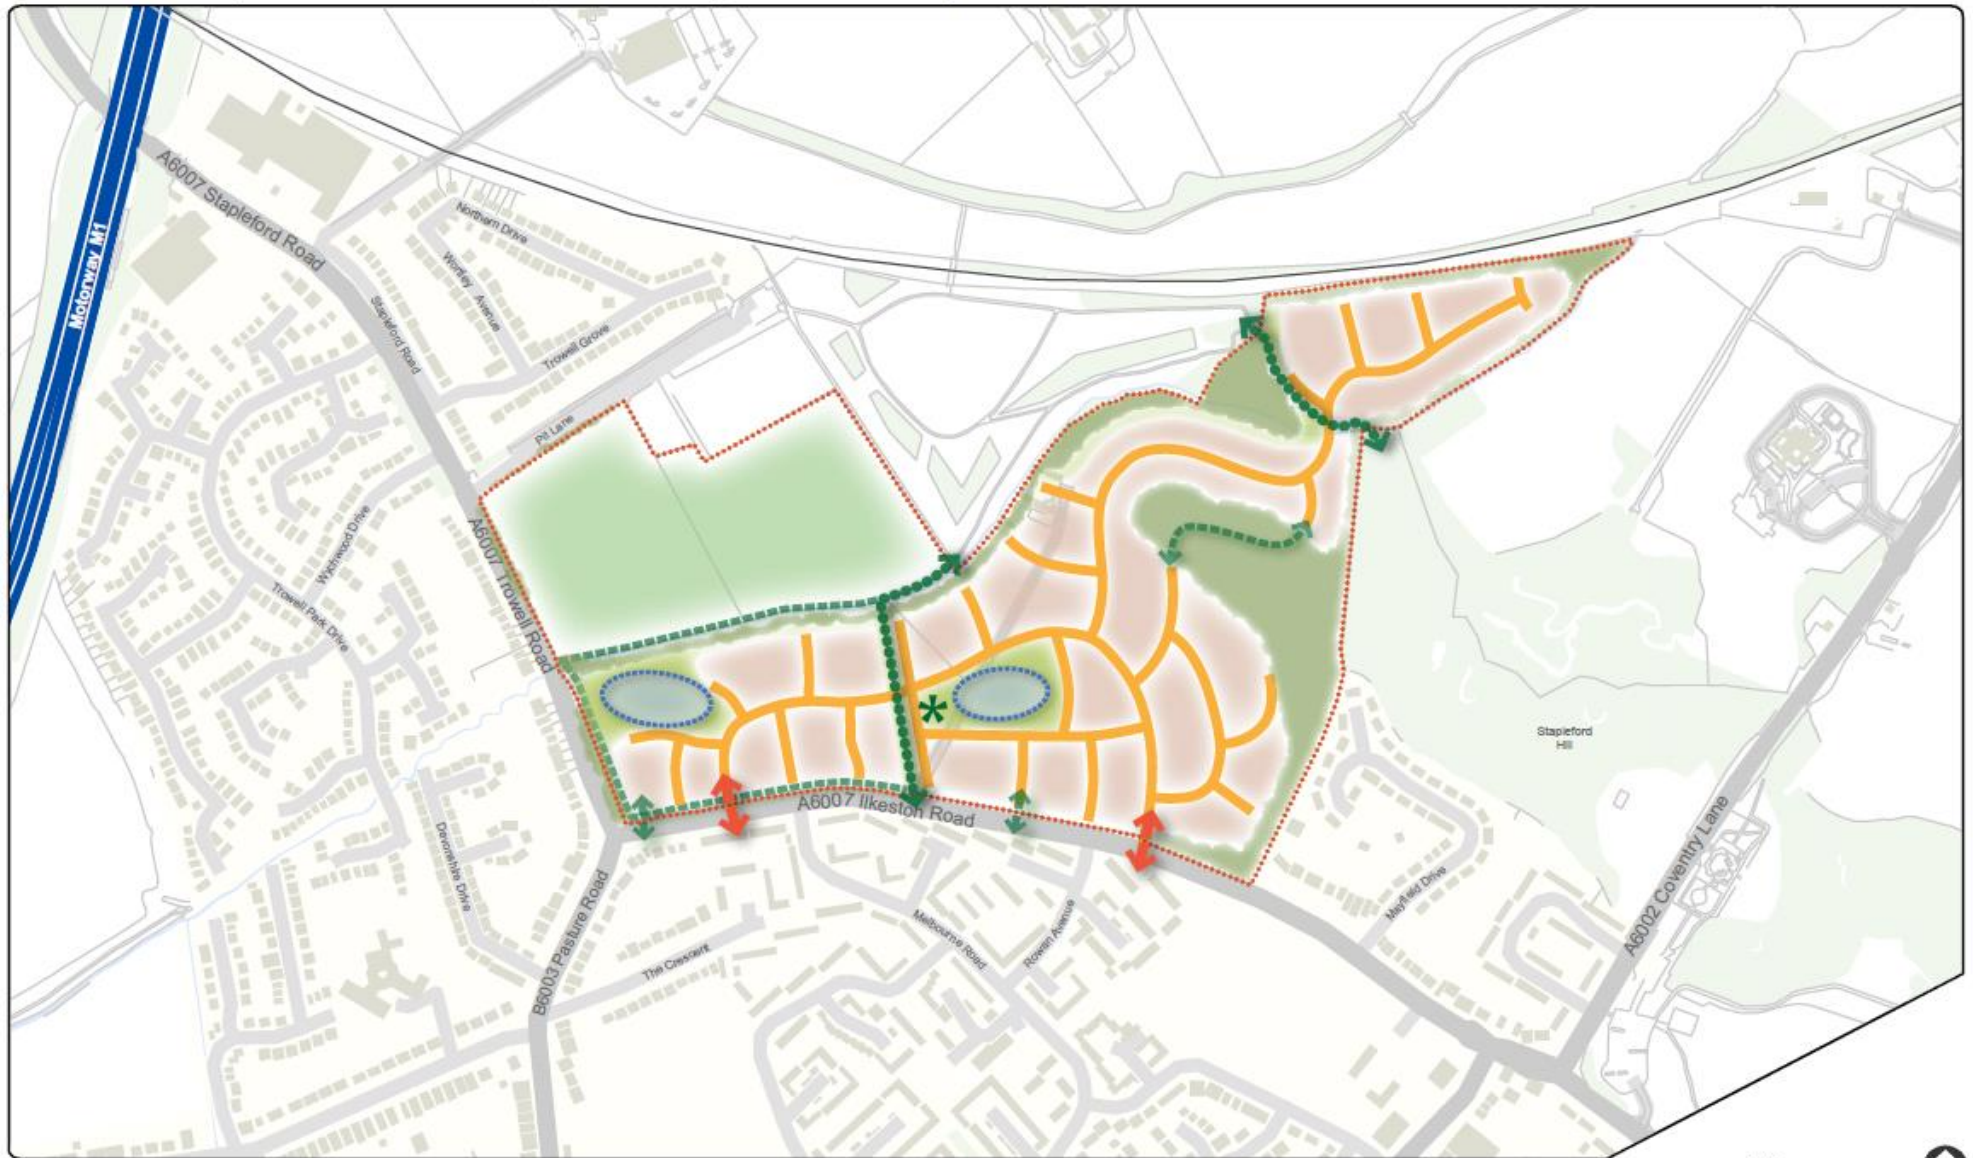 Motorway M1
A6007 Stapleford Road
Northern Drive
Wortley Avenue
Stapleford Road
Trowell Grove
Pit Lane
A6007 Trowell Road
Wychwood Drive
Trowell Park Drive
*
A6007 Ilkeston Road
Stapleford
Hill
Devonshire Drive
B6003 Pasture Road
The Crescent
Melbourne Road
Rowan Avenue
Mayfield Drive
A6002 Coventry Lane